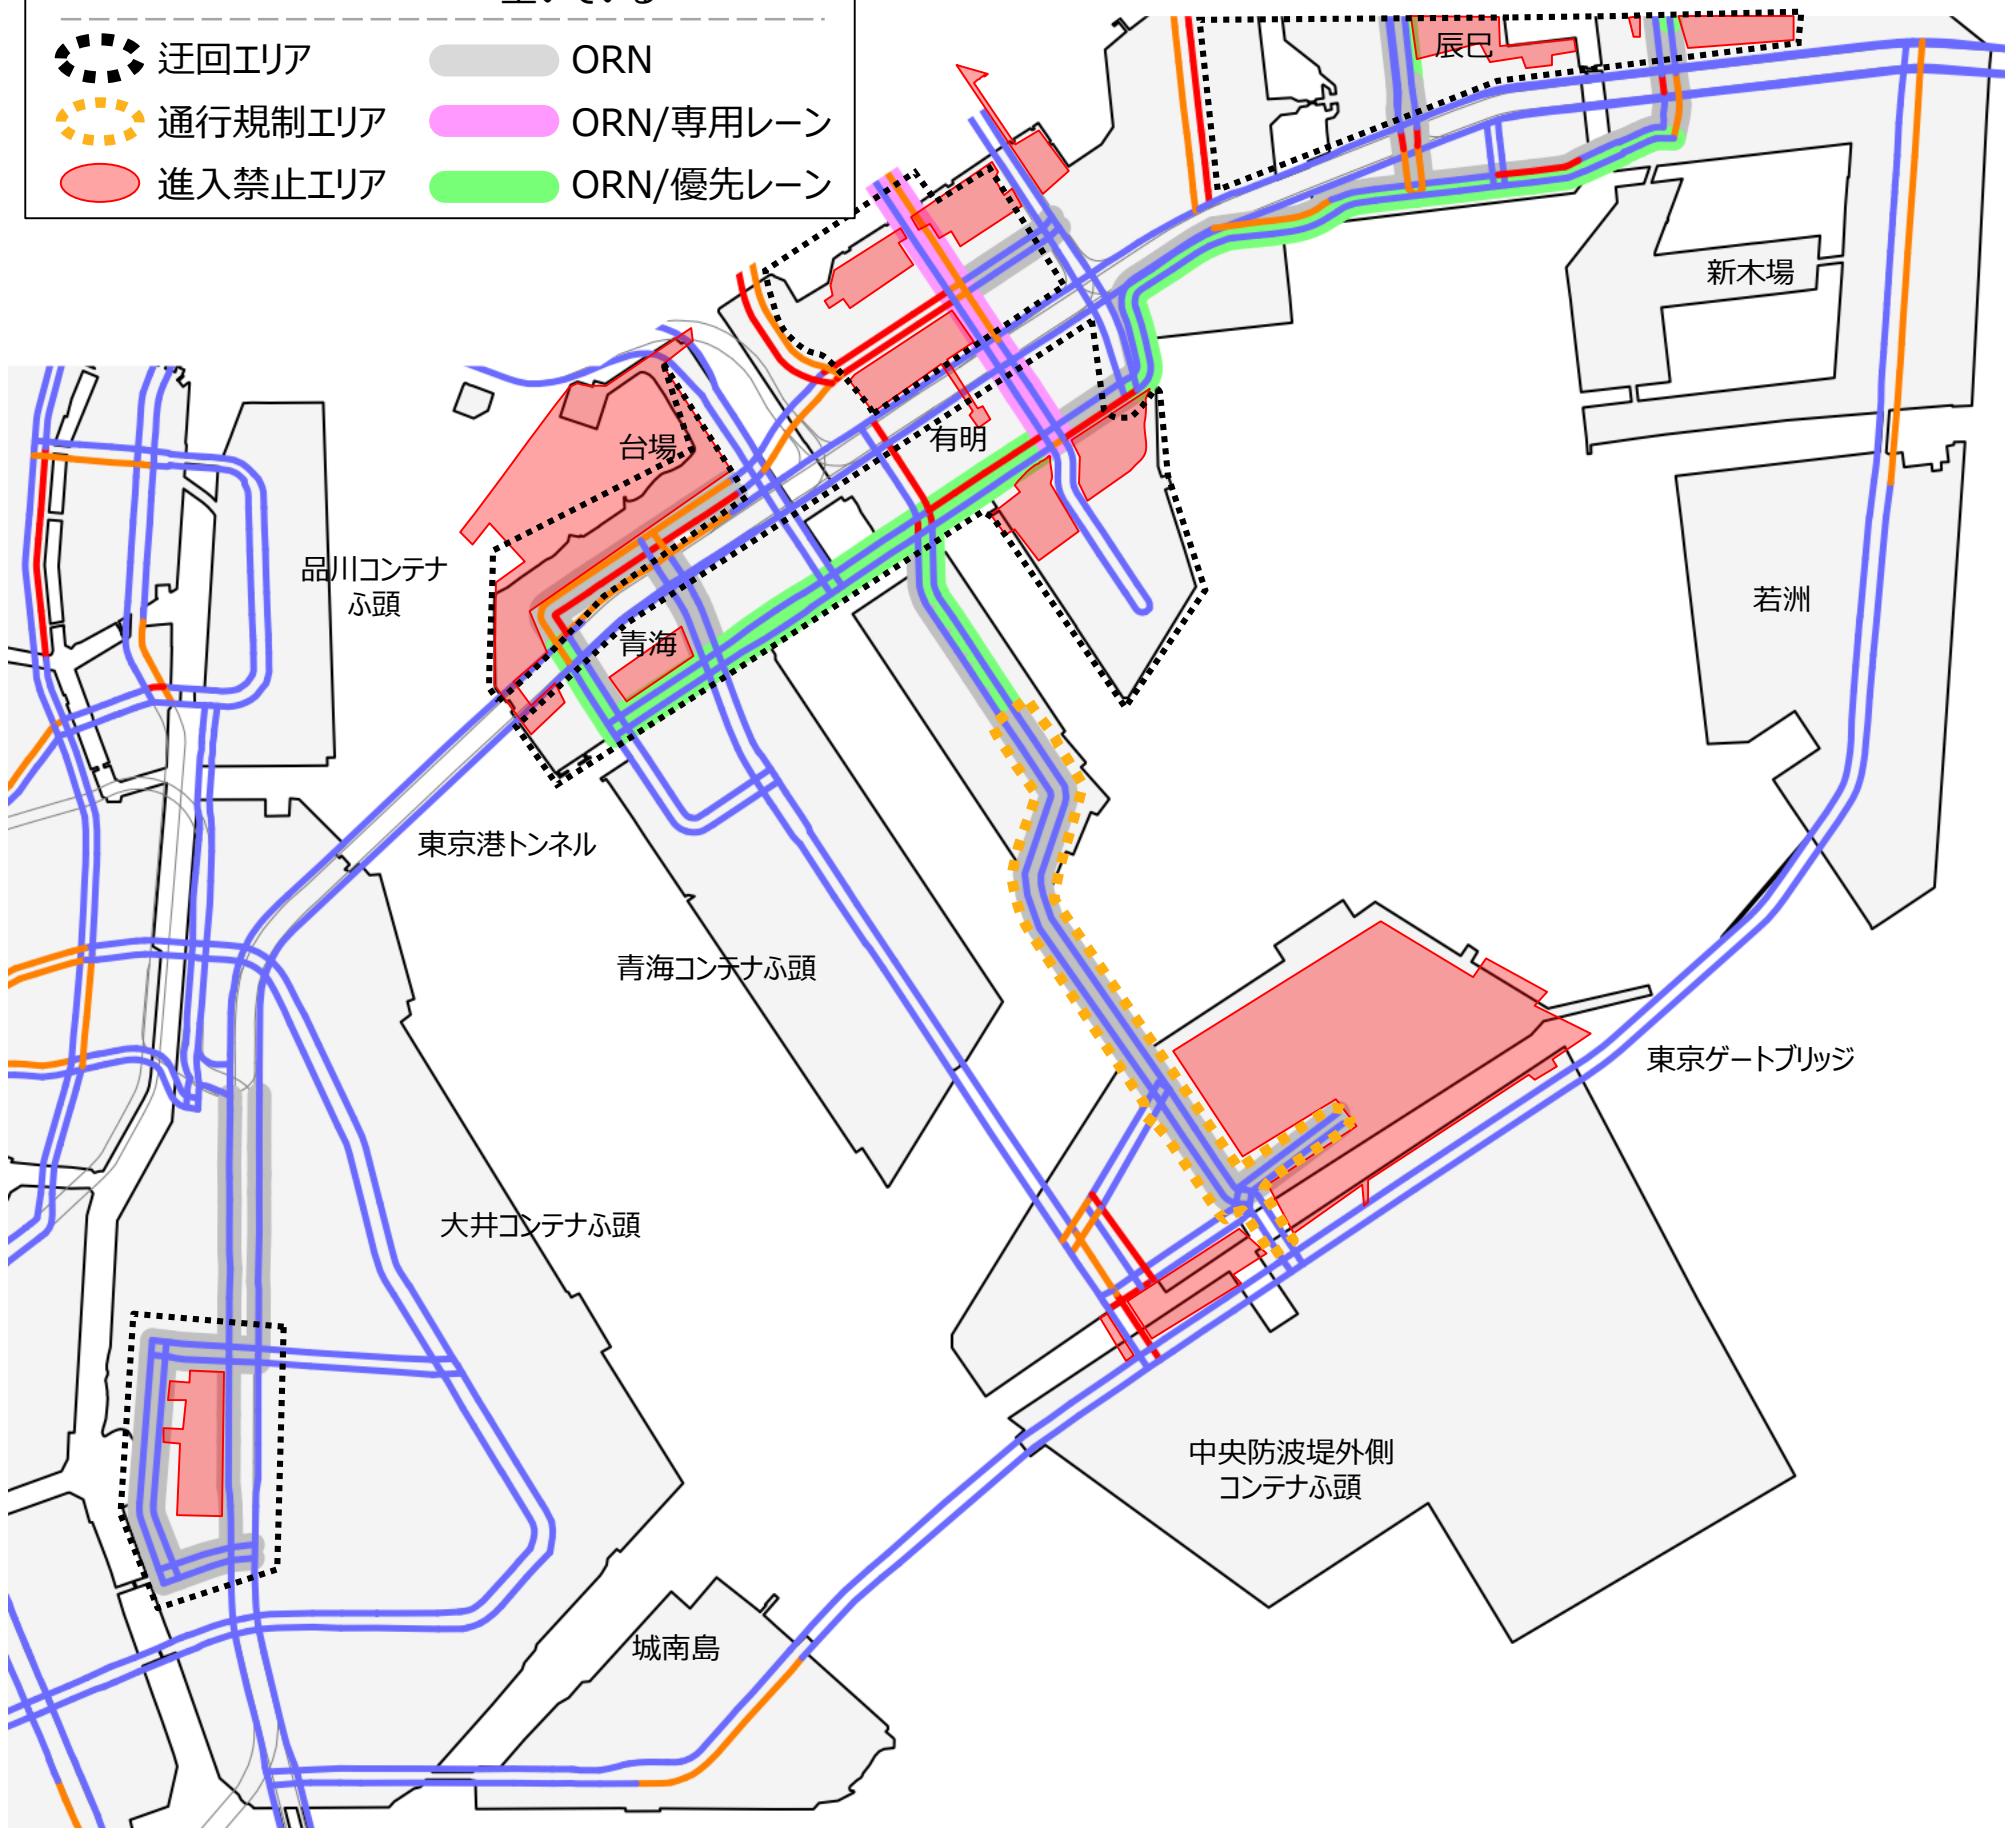 空いている
迂回エリア
ORN
通行規制エリア
ORN/専用レーン
進入禁止エリア
ORN/優先レーン
辰巳
新木場
台場
有明
品川コンテナ
ふ頭
若洲
青海
東京港トンネル
青海コンテナふ頭
東京ゲートブリッジ
大井コンテナふ頭
中央防波堤外側
コンテナふ頭
城南島